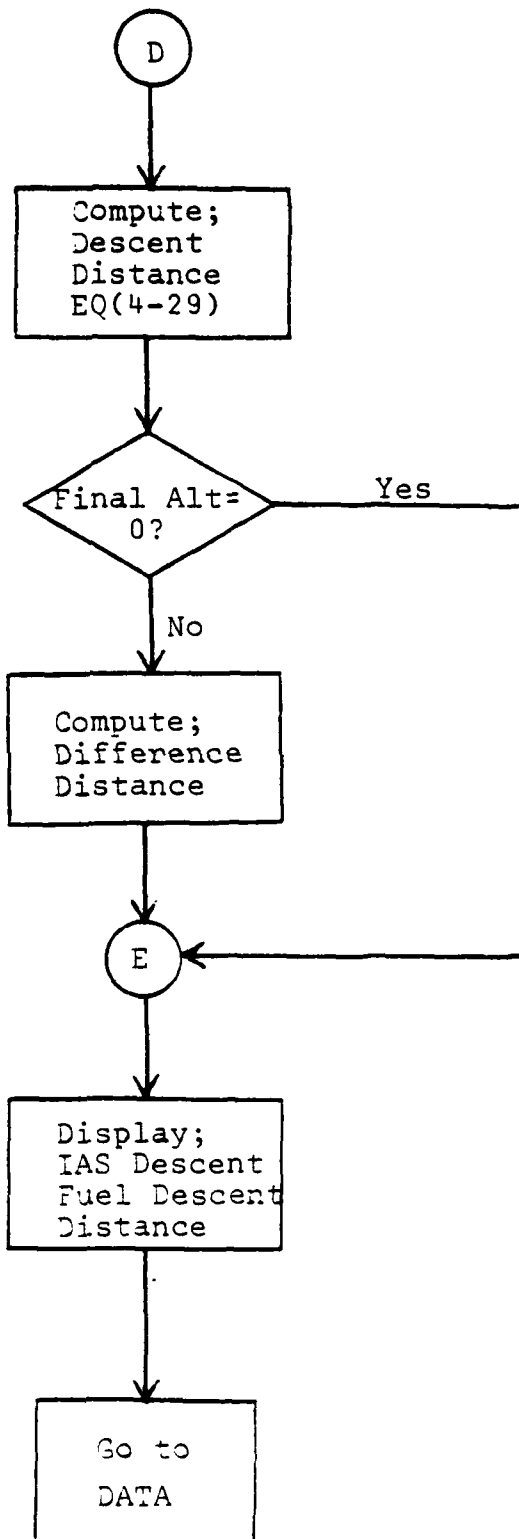 D
Compute;
Descent
Distance
EQ(4-29)
Final Alt=
0?
Yes
No
Compute;
Difference
Distance
E
Display;
IAS Descent
Fuel Descent
Distance
Go to
DATA